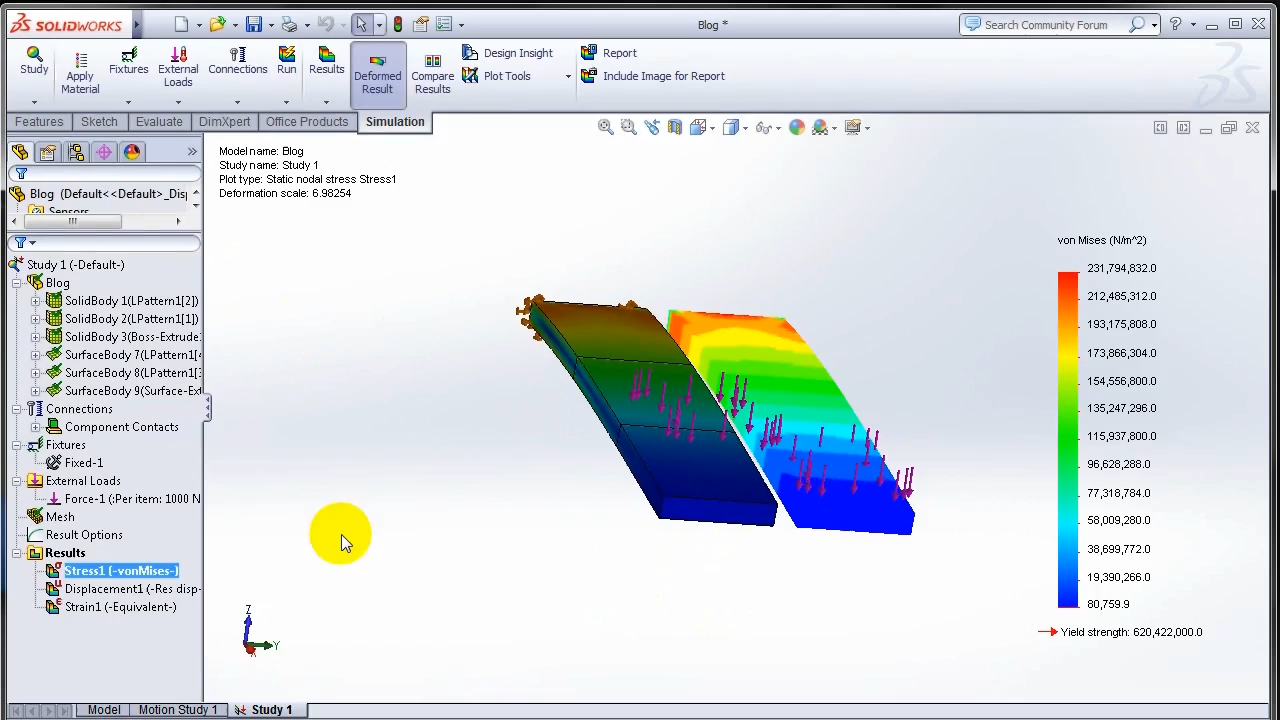 SOLIDWORKS
Blog *
Search Community Forum
Study
Apply Material
Fixtures
External Loads
Connections
Run
Results
Deformed Result
Compare Results
Design Insight
Plot Tools
Report
Include Image for Report
Features
Sketch
Evaluate
DimXpert
Office Products
Simulation
Blog (Default<<Default>_Disp
Sensors
Study 1 (-Default-)
Blog
SolidBody 1(LPattern1[2])
SolidBody 2(LPattern1[1])
SolidBody 3(Boss-Extrude
SurfaceBody 7(LPattern1[4
SurfaceBody 8(LPattern1[3
SurfaceBody 9(Surface-Ex
Connections
Component Contacts
Fixtures
Fixed-1
External Loads
Force-1 (:Per item: 1000 N
Mesh
Result Options
Results
Stress1 (-vonMises-)
Displacement1 (-Res disp-
Strain1 (-Equivalent-)
Model name: Blog
Study name: Study 1
Plot type: Static nodal stress Stress1
Deformation scale: 6.98254
von Mises (N/m^2)
231,794,832.0
212,485,312.0
193,175,808.0
173,866,304.0
154,556,800.0
135,247,296.0
115,937,800.0
96,628,288.0
77,318,784.0
58,009,280.0
38,699,772.0
19,390,266.0
80,759.9
Yield strength: 620,422,000.0
Z
Y
X
Model
Motion Study 1
Study 1